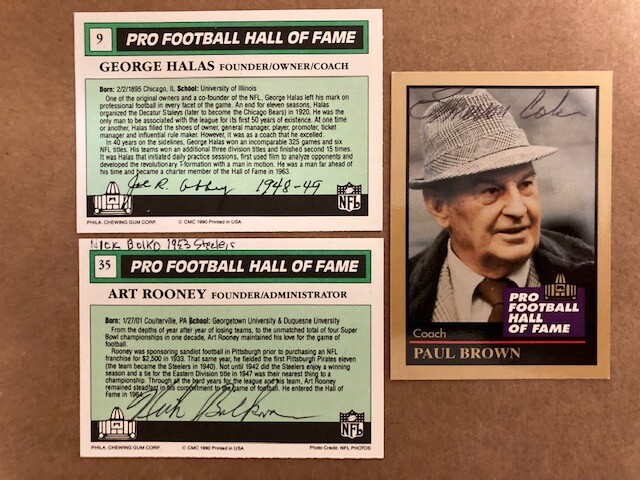 9
PRO FOOTBALL HALL OF FAME
GEORGE HALAS FOUNDER/OWNER/COACH
Born: 2/2/1895 Chicago, IL School: University of Illinois
One of the original owners and a co-founder of the NFL, George Halas left his mark on
professional football in every facet of the game. An end for eleven seasons, Halas
organized the Decatur Staleys (later to become the Chicago Bears) in 1920. He was the
only man to be associated with the league for its first 50 years of existence. At one time
or another, Halas filled the shoes of owner, general manager, player, promoter, ticket
manager and influential rule maker. However, it was as a coach that he excelled.
In 40 years on the sidelines, George Halas won an incomparable 325 games and six
NFL titles. His teams won an additional three division titles and finished second 15 times.
It was Halas that initiated daily practice sessions, first used film to analyze opponents and
developed the revolutionary T-formation with a man in motion. He was a man far ahead of
his time and became a charter member of the Hall of Fame in 1963.
Joe R. 1948-49
NFL
PHILA. CHEWING GUM CORP. © CMC 1990 Printed in USA
NICK BOLKO 1953 Steelers
35
PRO FOOTBALL HALL OF FAME
ART ROONEY FOUNDER/ADMINISTRATOR
Born: 1/27/01 Coulterville, PA School: Georgetown University & Duquesne University
From the depths of year after year of losing teams, to the unmatched total of four Super
Bowl championships in one decade, Art Rooney maintained his love for the game of
football.
Rooney was sponsoring sandlot football in Pittsburgh prior to purchasing an NFL
franchise for $2,500 in 1933. That same year, he fielded the first Pittsburgh Pirates eleven
(the team became the Steelers in 1940). Not until 1942 did the Steelers enjoy a winning
season and a tie for the Eastern Division title in 1947 was their nearest thing to a
championship. Through all the hard years for the league and his team, Art Rooney
remained steadfast in his commitment to the game of football. He entered the Hall of
Fame in 1964.
Nick Bolkovac
NFL
PHILA. CHEWING GUM CORP. © CMC 1990 Printed in USA Photo Credit: NFL PHOTOS
PRO
FOOTBALL
HALL
OF FAME
Coach
PAUL BROWN